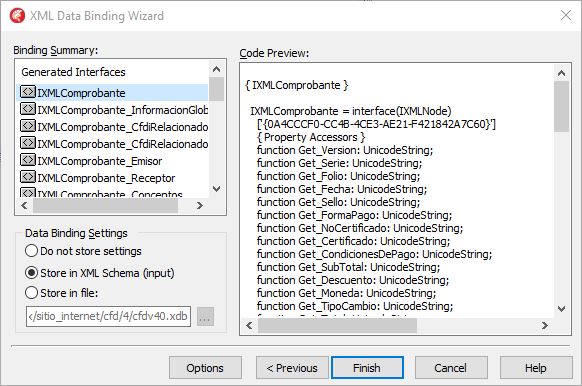 XML Data Binding Wizard
Binding Summary:
Generated Interfaces
IXMLComprobante
IXMLComprobante_InformacionGlob
IXMLComprobante_CfdiRelacionado
IXMLComprobante_CfdiRelacionado
IXMLComprobante_Emisor
IXMLComprobante_Receptor
IXMLComprobante_Conceptos
Data Binding Settings
Do not store settings
Store in XML Schema (input)
Store in file:
</sitio_internet/cfd/4/cfdv40.xdb
...
Code Preview:
{ IXMLComprobante }
IXMLComprobante = interface(IXMLNode)
['{0A4CCCF0-CC4B-4CE3-AE21-F421842A7C60}']
{ Property Accessors }
function Get_Version: UnicodeString;
function Get_Serie: UnicodeString;
function Get_Folio: UnicodeString;
function Get_Fecha: UnicodeString;
function Get_Sello: UnicodeString;
function Get_FormaPago: UnicodeString;
function Get_NoCertificado: UnicodeString;
function Get_Certificado: UnicodeString;
function Get_CondicionesDePago: UnicodeString;
function Get_SubTotal: UnicodeString;
function Get_Descuento: UnicodeString;
function Get_Moneda: UnicodeString;
function Get_TipoCambio: UnicodeString;
Options
< Previous
Finish
Cancel
Help